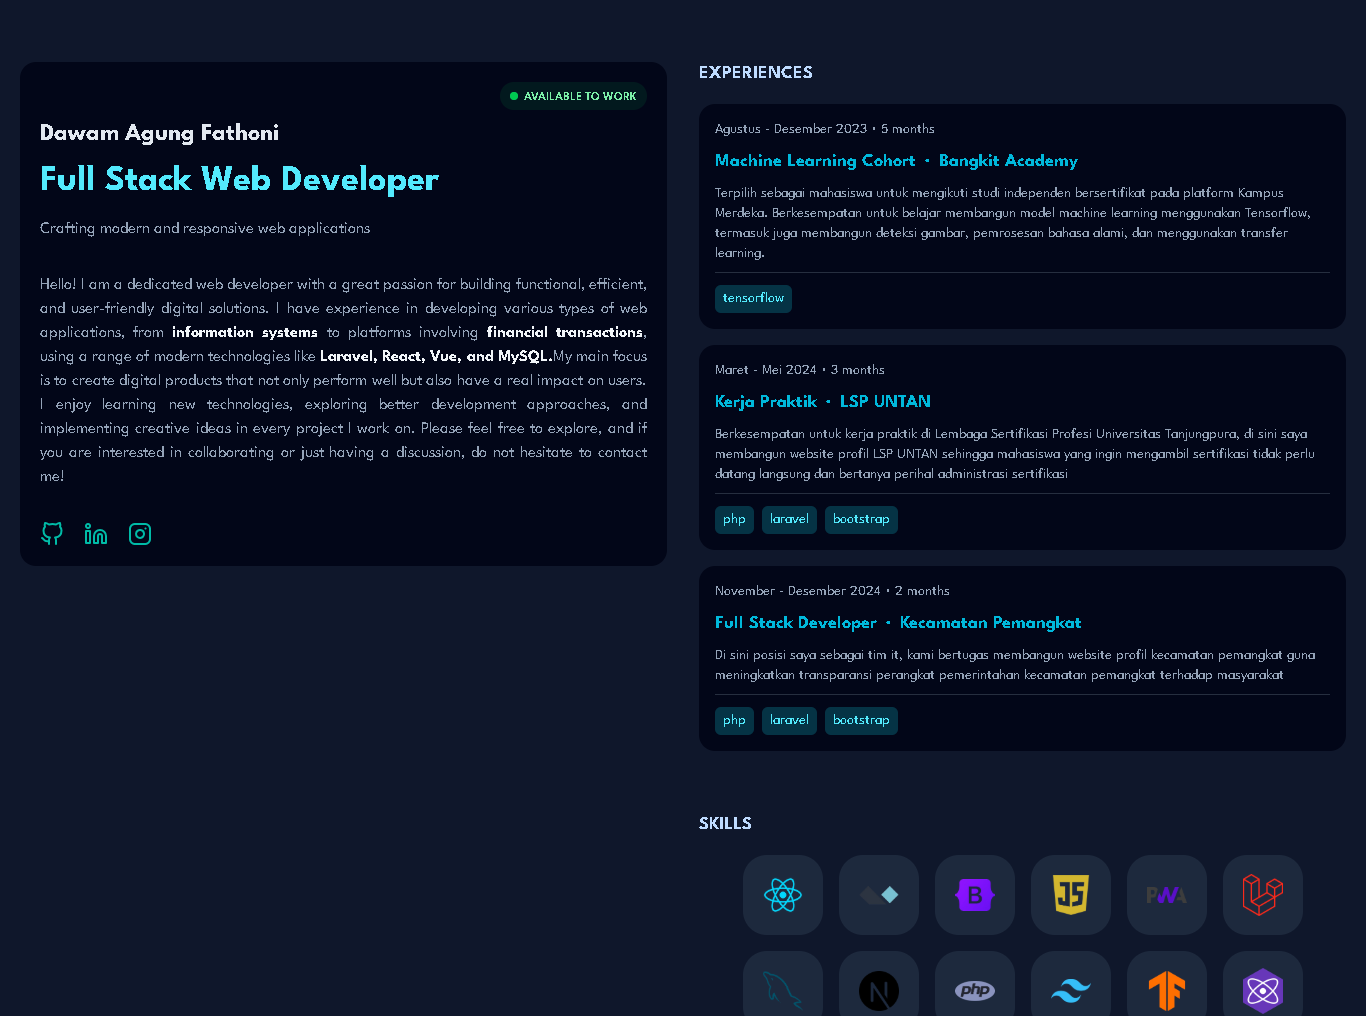 AVAILABLE TO WORK
Dawam Agung Fathoni
Full Stack Web Developer
Crafting modern and responsive web applications
Hello! I am a dedicated web developer with a great passion for building functional, efficient,
and user-friendly digital solutions. I have experience in developing various types of web
applications, from information systems to platforms involving financial transactions,
using a range of modern technologies like Laravel, React, Vue, and MySQL.My main focus
is to create digital products that not only perform well but also have a real impact on users.
I enjoy learning new technologies, exploring better development approaches, and
implementing creative ideas in every project I work on. Please feel free to explore, and if
you are interested in collaborating or just having a discussion, do not hesitate to contact
me!
EXPERIENCES
Agustus - Desember 2023 • 5 months
Machine Learning Cohort • Bangkit Academy
Terpilih sebagai mahasiswa untuk mengikuti studi independen bersertifikat pada platform Kampus
Merdeka. Berkesempatan untuk belajar membangun model machine learning menggunakan Tensorflow,
termasuk juga membangun deteksi gambar, pemrosesan bahasa alami, dan menggunakan transfer
learning.
tensorflow
Maret - Mei 2024 • 3 months
Kerja Praktik • LSP UNTAN
Berkesempatan untuk kerja praktik di Lembaga Sertifikasi Profesi Universitas Tanjungpura, di sini saya
membangun website profil LSP UNTAN sehingga mahasiswa yang ingin mengambil sertifikasi tidak perlu
datang langsung dan bertanya perihal administrasi sertifikasi
php laravel bootstrap
November - Desember 2024 • 2 months
Full Stack Developer • Kecamatan Pemangkat
Di sini posisi saya sebagai tim it, kami bertugas membangun website profil kecamatan pemangkat guna
meningkatkan transparansi perangkat pemerintahan kecamatan pemangkat terhadap masyarakat
php laravel bootstrap
SKILLS
B JS PWA
N php